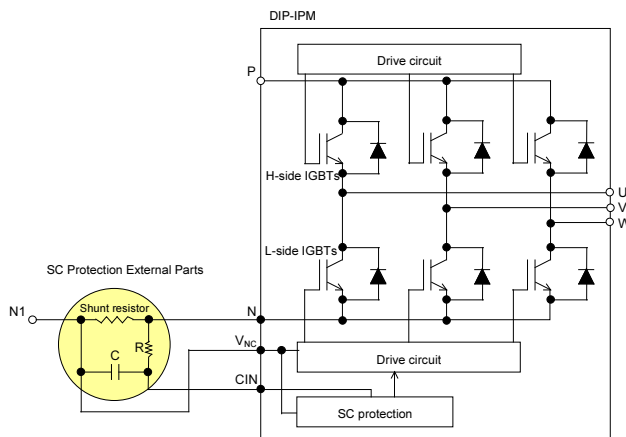 DIP-IPM
Drive circuit
P
H-side IGBTs
U
V
W
L-side IGBTs
SC Protection External Parts
Shunt resistor
N1
N
R
C
VNC
Drive circuit
CIN
SC protection